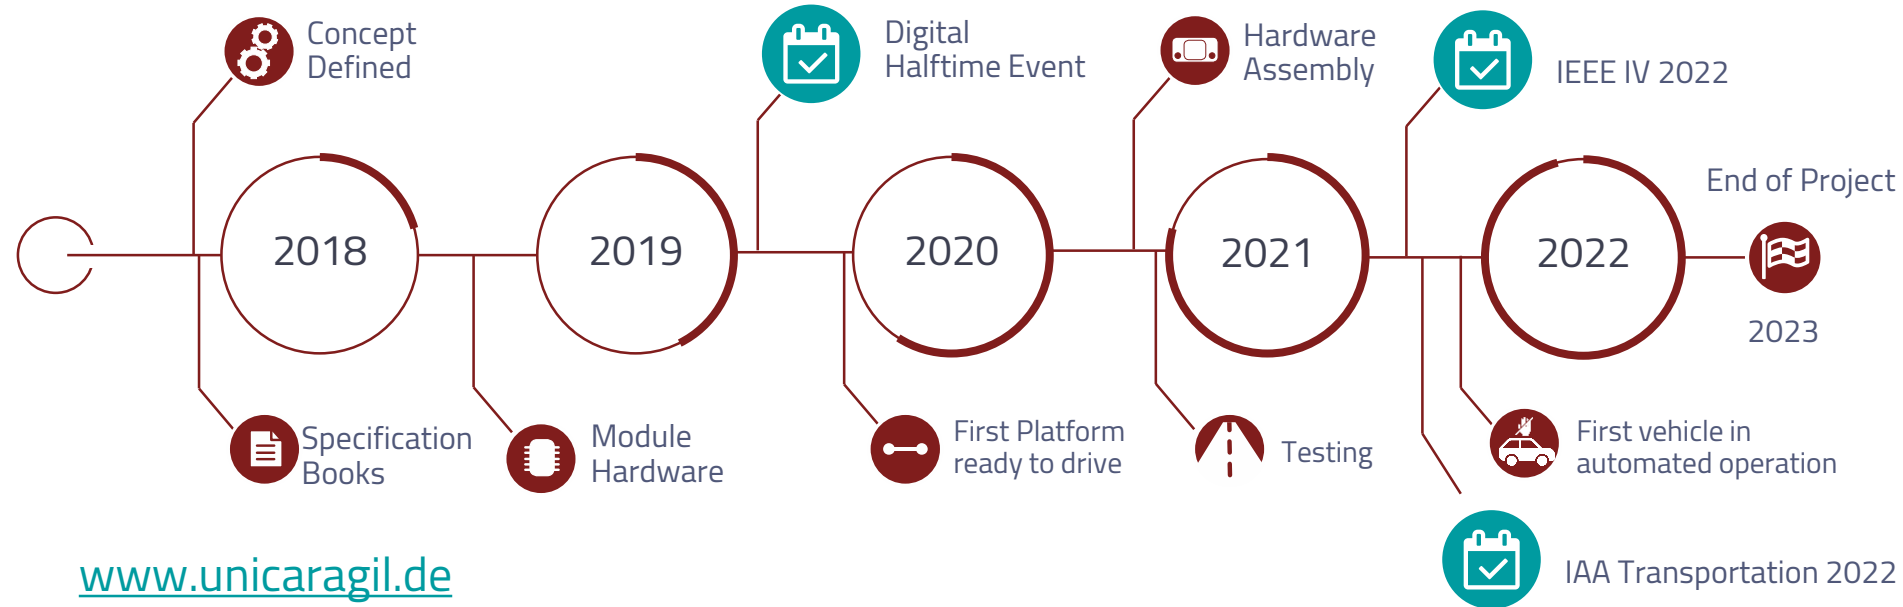 Concept
Defined
Digital
Halftime Event
Hardware
Assembly
IEEE IV 2022
2018
2019
2020
2021
2022
End of Project
2023
Specification
Books
Module
Hardware
First Platform
ready to drive
Testing
First vehicle in
automated operation
IAA Transportation 2022
www.unicaragil.de